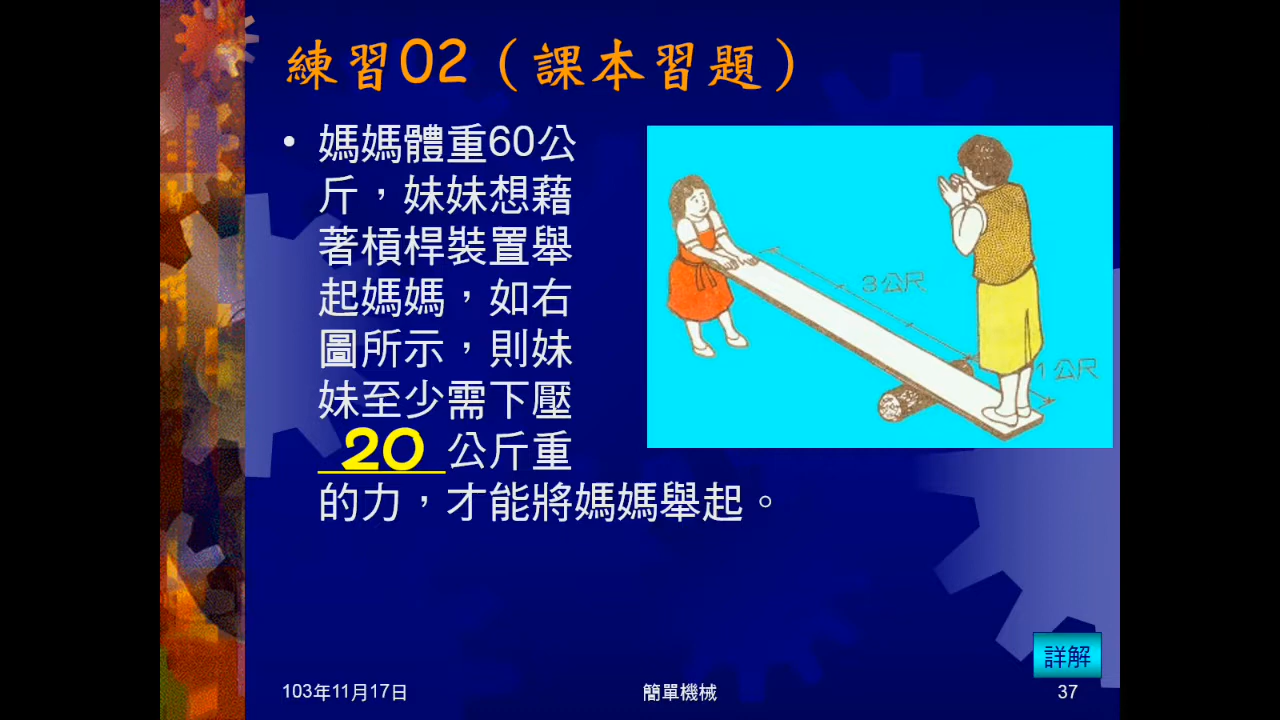 練習02（課本習題）
• 媽媽體重60公
斤，妹妹想藉
著槓桿裝置舉
起媽媽，如右
圖所示，則妹
妹至少需下壓
20公斤重
的力，才能將媽媽舉起。
3公尺
1公尺
詳解
103年11月17日
簡單機械
37